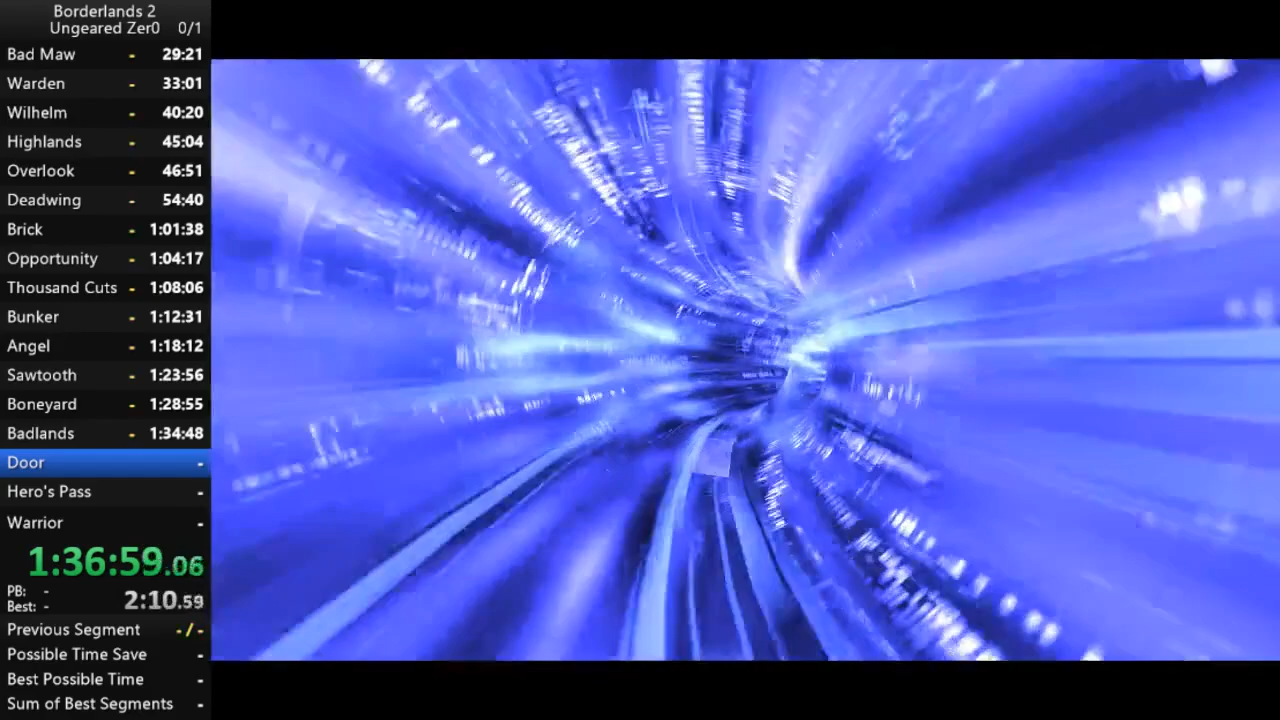 Borderlands 2
Ungeared Zer0 0/1
Bad Maw - 29:21
Warden - 33:01
Wilhelm - 40:20
Highlands - 45:04
Overlook - 46:51
Deadwing - 54:40
Brick - 1:01:38
Opportunity - 1:04:17
Thousand Cuts - 1:08:06
Bunker - 1:12:31
Angel - 1:18:12
Sawtooth - 1:23:56
Boneyard - 1:28:55
Badlands - 1:34:48
Door -
Hero's Pass -
Warrior -
1:36:59.06
PB: -
Best: - 2:10.59
Previous Segment - / -
Possible Time Save -
Best Possible Time -
Sum of Best Segments -